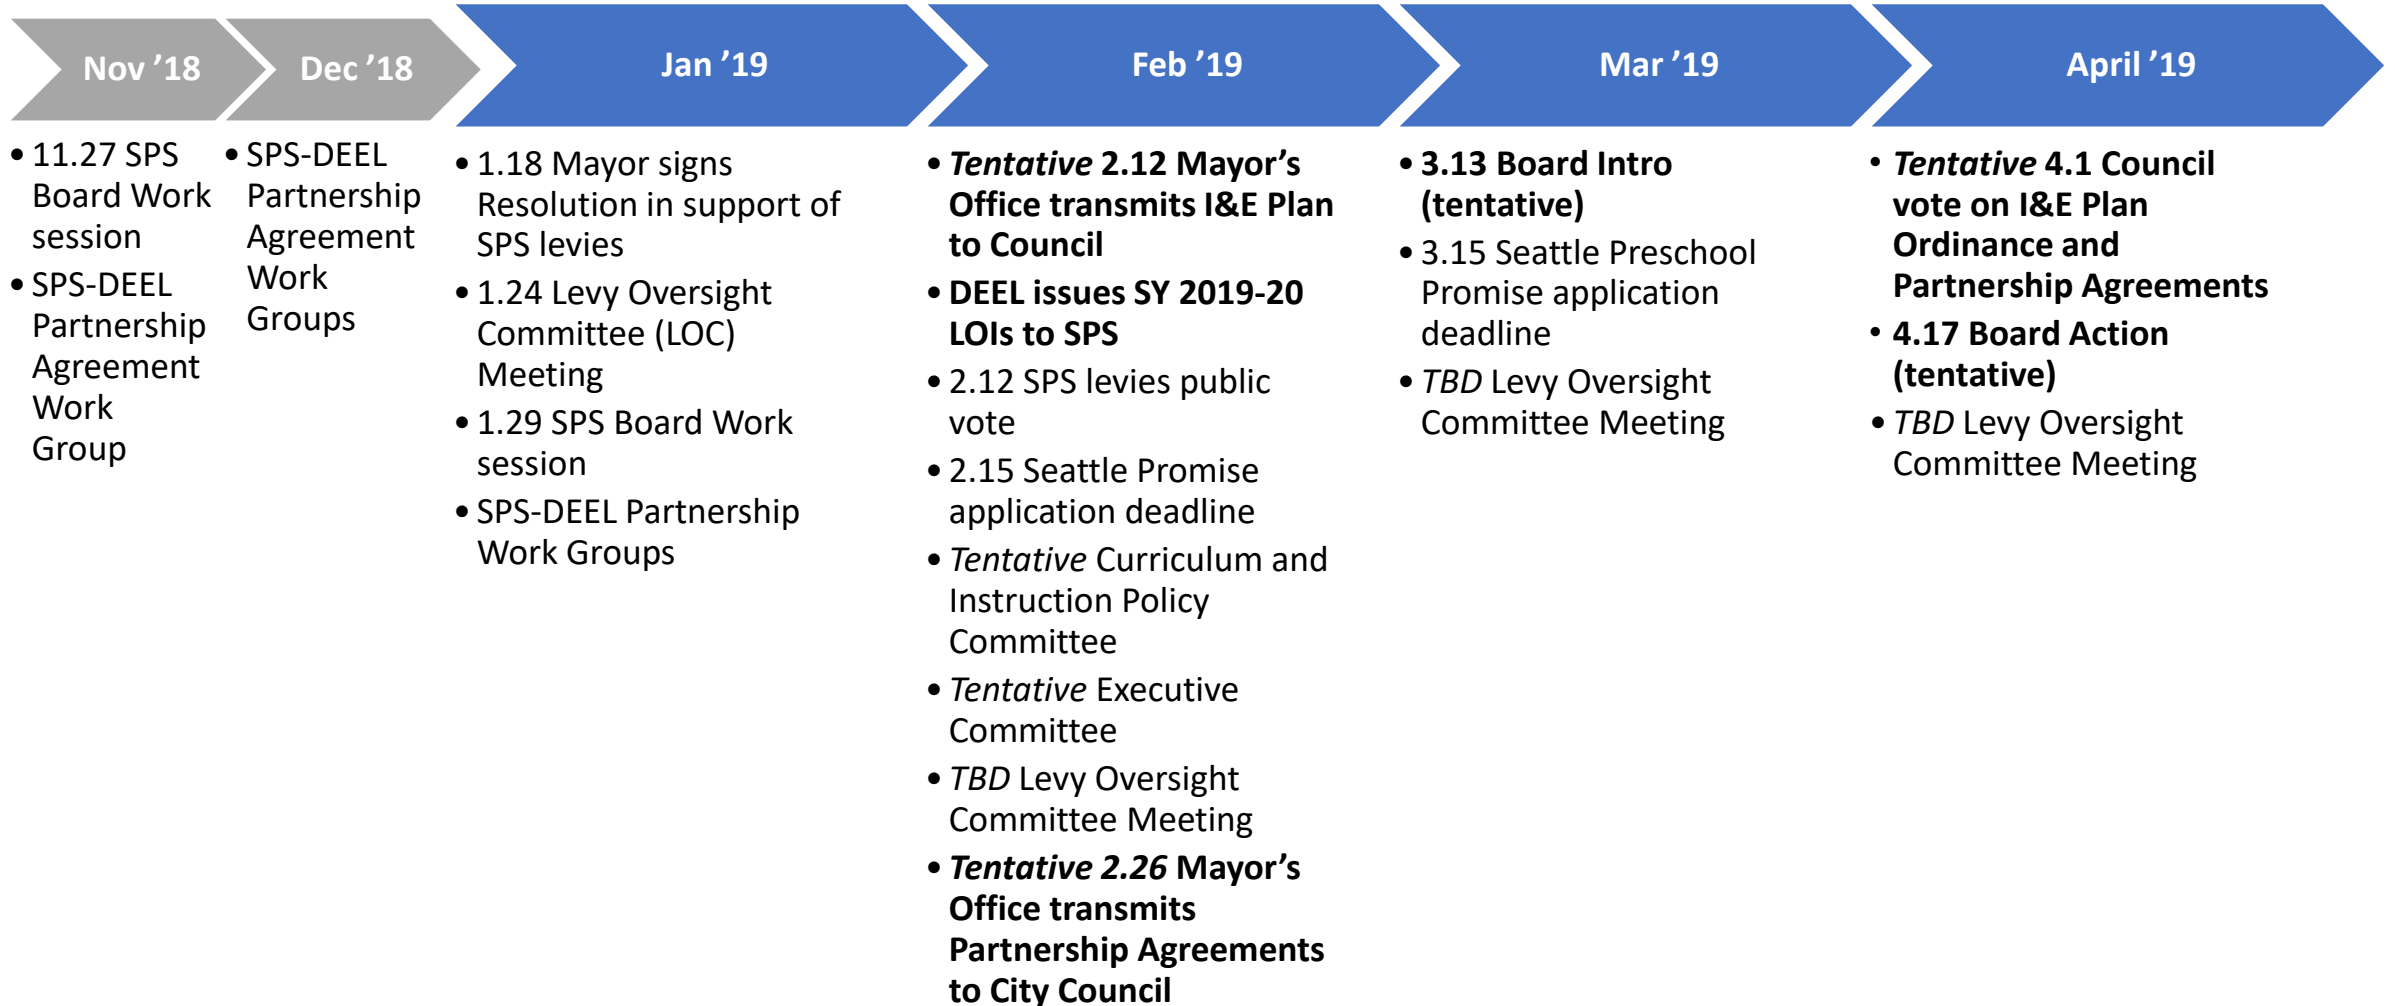 Nov ’18
Dec ’18
Jan ’19
Feb ’19
Mar ’19
April ’19
• 11.27 SPS
Board Work
session
• SPS-DEEL
Partnership
Agreement
Work
Group
• SPS-DEEL
Partnership
Agreement
Work
Groups
• 1.18 Mayor signs
Resolution in support of
SPS levies
• 1.24 Levy Oversight
Committee (LOC)
Meeting
• 1.29 SPS Board Work
session
• SPS-DEEL Partnership
Work Groups
• Tentative 2.12 Mayor’s
Office transmits I&E Plan
to Council
• DEEL issues SY 2019-20
LOIs to SPS
• 2.12 SPS levies public
vote
• 2.15 Seattle Promise
application deadline
• Tentative Curriculum and
Instruction Policy
Committee
• Tentative Executive
Committee
• TBD Levy Oversight
Committee Meeting
• Tentative 2.26 Mayor’s
Office transmits
Partnership Agreements
to City Council
• 3.13 Board Intro
(tentative)
• 3.15 Seattle Preschool
Promise application
deadline
• TBD Levy Oversight
Committee Meeting
• Tentative 4.1 Council
vote on I&E Plan
Ordinance and
Partnership Agreements
• 4.17 Board Action
(tentative)
• TBD Levy Oversight
Committee Meeting